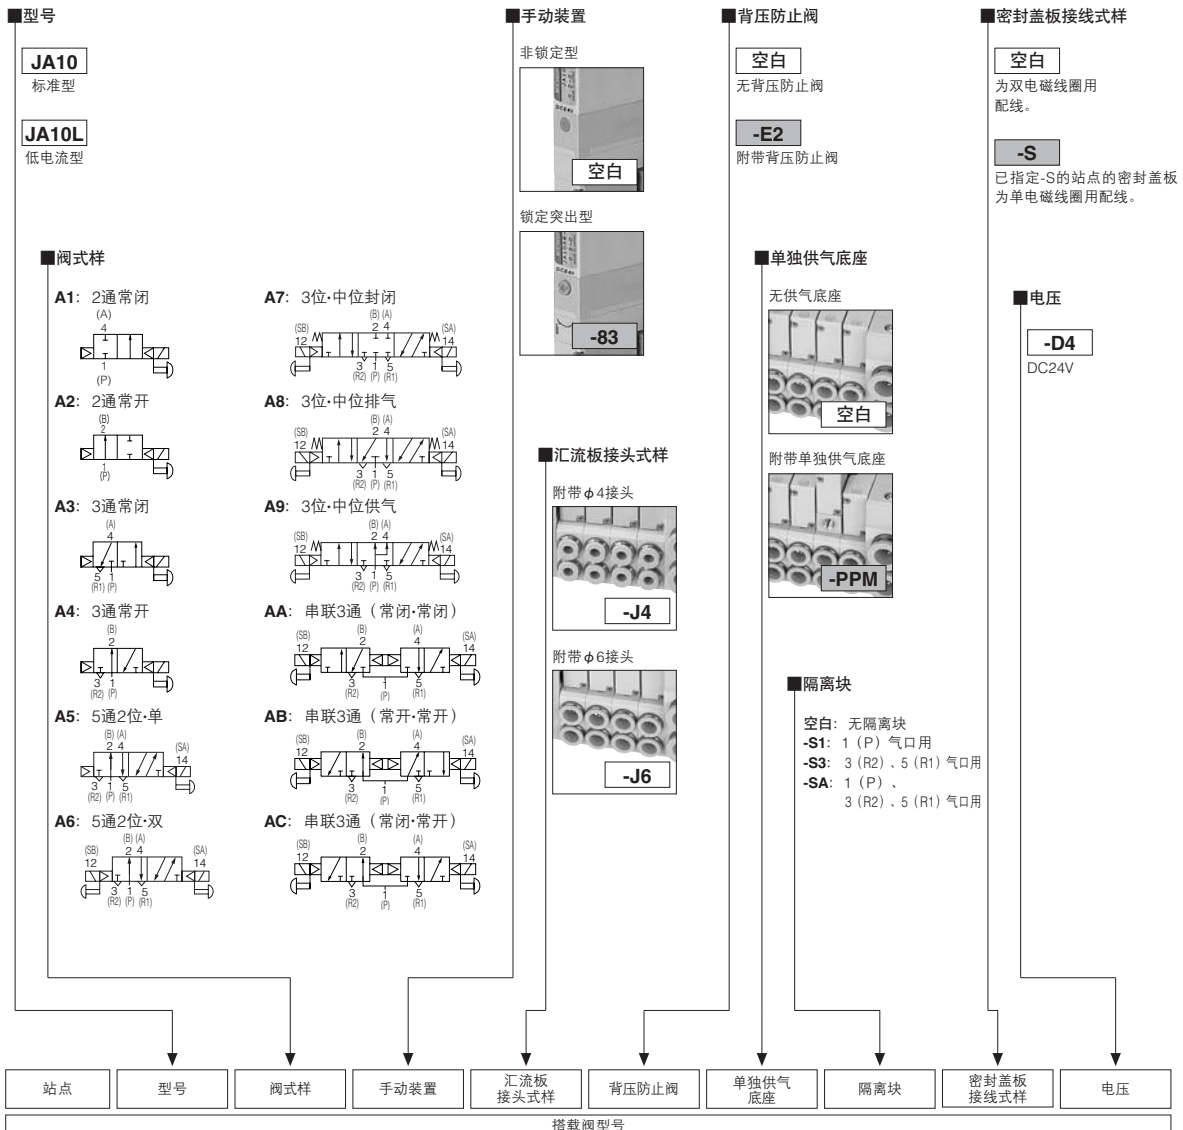 ■型号
JA10
标准型
JA10L
低电流型
■阀式样
A1：2通常闭
(A)
4
1
(P)
A2：2通常开
(B)
2
1
(P)
A3：3通常闭
(A)
4
5 1
(R1) (P)
A4：3通常开
(B)
2
3 1
(R2) (P)
A5：5通2位·单
(B) (A)
2 4
(SA)
14
3 1 5
(R2) (P) (R1)
A6：5通2位·双
(B) (A)
(SB) 2 4 (SA)
12 14
3 1 5
(R2) (P) (R1)
A7：3位·中位封闭
(B) (A)
(SB) 2 4 (SA)
12 14
3 1 5
(R2) (P) (R1)
A8：3位·中位排气
(B) (A)
(SB) 2 4 (SA)
12 14
3 1 5
(R2) (P) (R1)
A9：3位·中位供气
(B) (A)
(SB) 2 4 (SA)
12 14
3 1 5
(R2) (P) (R1)
AA：串联3通（常闭·常闭）
(SB) (B) (A) (SA)
12 2 4 14
3 1 5
(R2) (P) (R1)
AB：串联3通（常开·常开）
(SB) (B) (A) (SA)
12 2 4 14
3 1 5
(R2) (P) (R1)
AC：串联3通（常闭·常开）
(SB) (B) (A) (SA)
12 2 4 14
3 1 5
(R2) (P) (R1)
■手动装置
非锁定型
空白
锁定突出型
-83
■汇流板接头式样
附带φ4接头
-J4
附带φ6接头
-J6
■背压防止阀
空白
无背压防止阀
-E2
附带背压防止阀
■单独供气底座
无供气底座
空白
附带单独供气底座
-PPM
■隔离块
空白：无隔离块
-S1：1（P）气口用
-S3：3（R2）、5（R1）气口用
-SA：1（P）、
3（R2）、5（R1）气口用
■密封盖板接线式样
空白
为双电磁线圈用
配线。
-S
已指定-S的站点的密封盖板
为单电磁线圈用配线。
■电压
-D4
DC24V
站点
型号
阀式样
手动装置
汇流板
接头式样
背压防止阀
单独供气
底座
隔离块
密封盖板
接线式样
电压
搭载阀型号